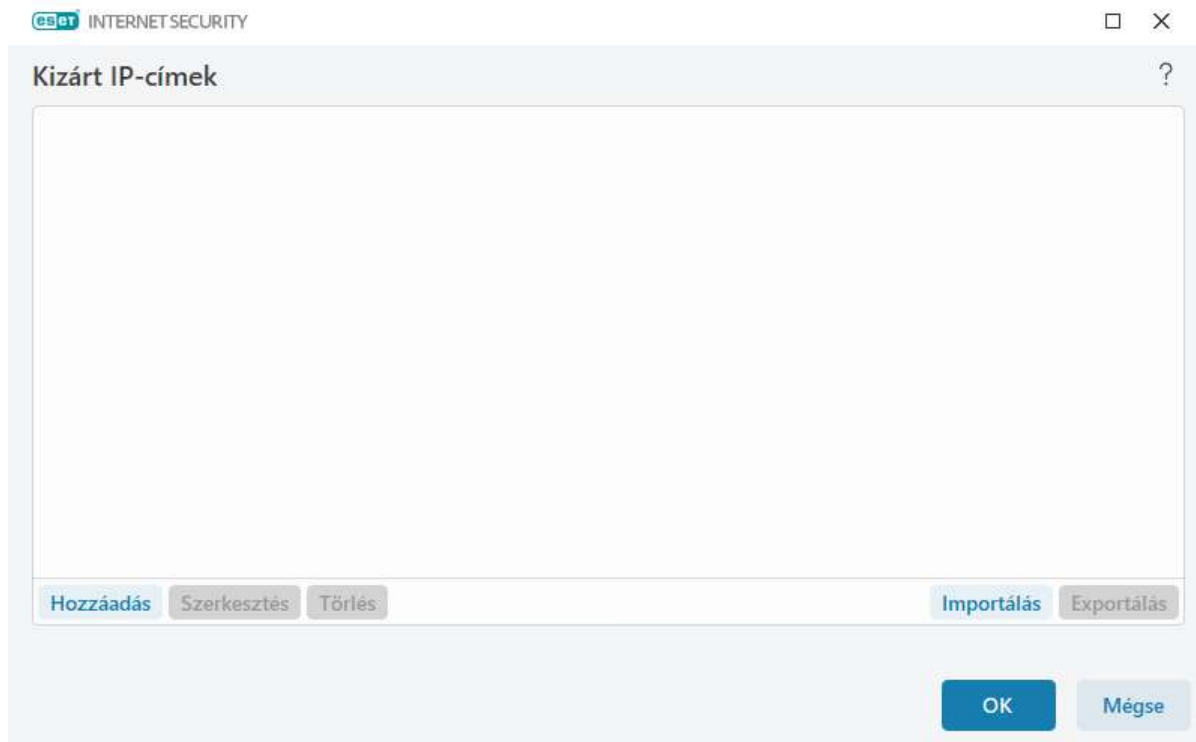 eset INTERNET SECURITY
Kizárt IP-címek ?
Hozzáadás Szerkesztés Törlés Importálás Exportálás
OK Mégse